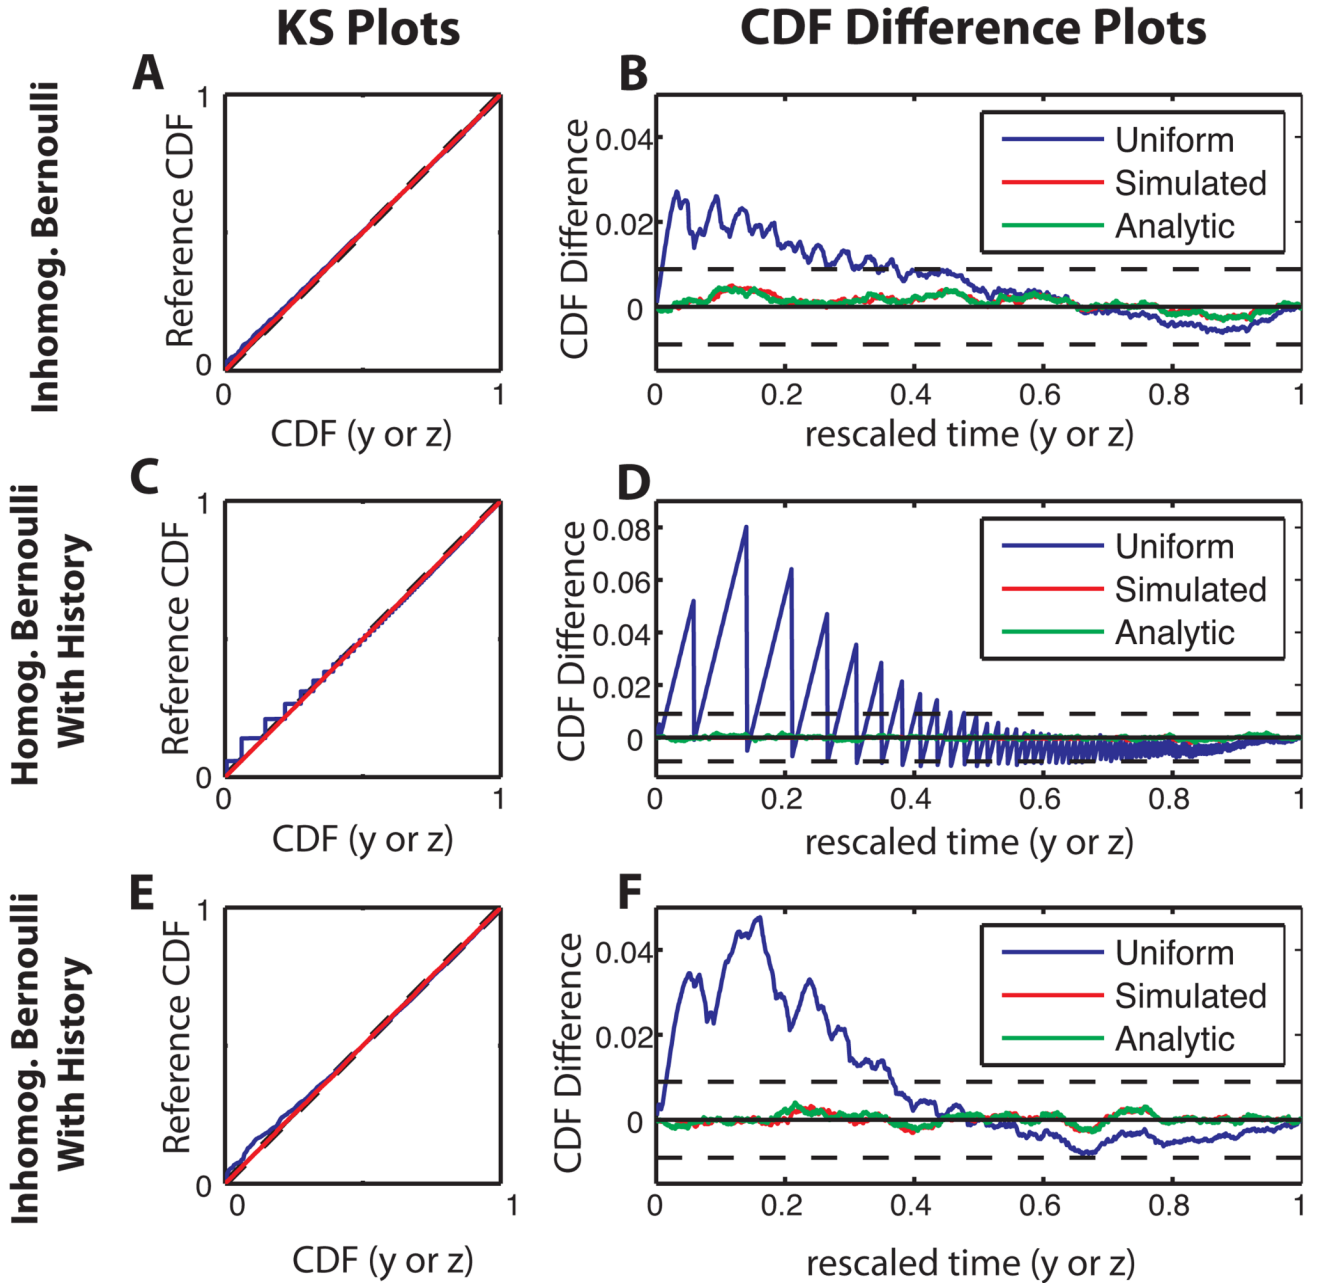 KS Plots
CDF Difference Plots
Inhomog. Bernoulli
A
1
Reference CDF
0
0
1
CDF (y or z)
B
CDF Difference
0.04
0.02
0
Uniform
Simulated
Analytic
0
0.2
0.4
0.6
0.8
1
rescaled time (y or z)
Homog. Bernoulli
With History
C
1
Reference CDF
0
0
1
CDF (y or z)
D
CDF Difference
0.08
0.06
0.04
0.02
0
Uniform
Simulated
Analytic
0
0.2
0.4
0.6
0.8
1
rescaled time (y or z)
Inhomog. Bernoulli
With History
E
1
Reference CDF
0
0
1
CDF (y or z)
F
CDF Difference
0.04
0.02
0
Uniform
Simulated
Analytic
0
0.2
0.4
0.6
0.8
1
rescaled time (y or z)